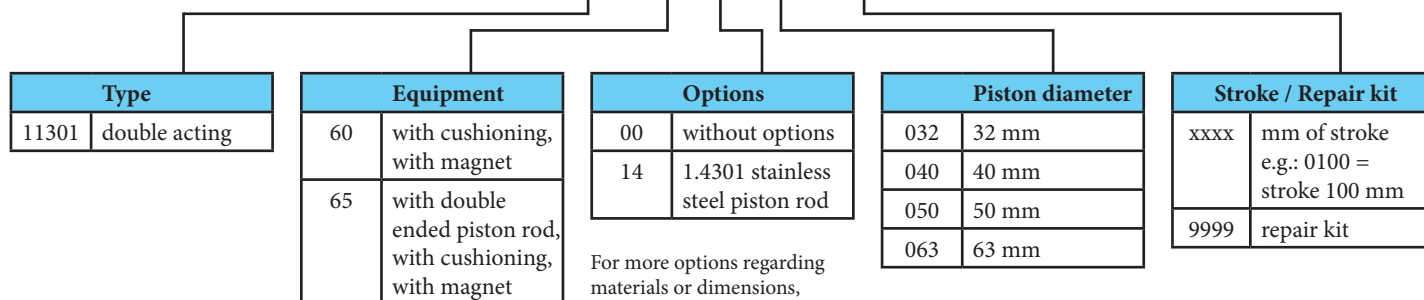 Type
11301 double acting
Equipment
60 with cushioning,
with magnet
65 with double
ended piston rod,
with cushioning,
with magnet
Options
00 without options
14 1.4301 stainless
steel piston rod
For more options regarding
materials or dimensions,
Piston diameter
032 32 mm
040 40 mm
050 50 mm
063 63 mm
Stroke / Repair kit
xxxx mm of stroke
e.g.: 0100 =
stroke 100 mm
9999 repair kit